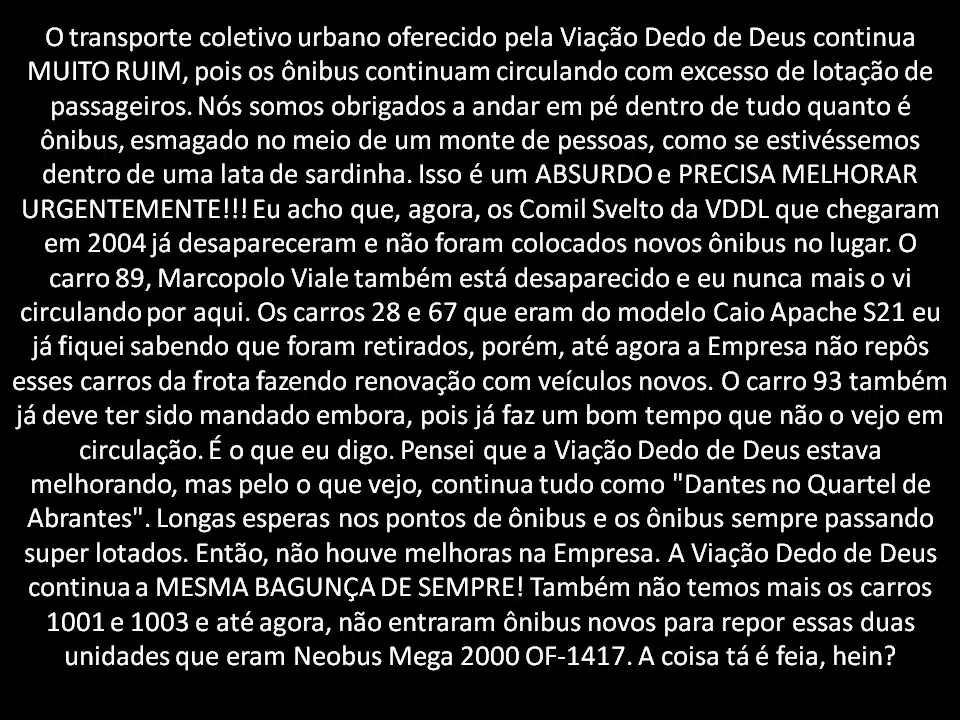 O transporte coletivo urbano oferecido pela Viação Dedo de Deus continua
MUITO RUIM, pois os ônibus continuam circulando com excesso de lotação de
passageiros. Nós somos obrigados a andar em pé dentro de tudo quanto é
ônibus, esmagado no meio de um monte de pessoas, como se estivéssemos
dentro de uma lata de sardinha. Isso é um ABSURDO e PRECISA MELHORAR
URGENTEMENTE!!! Eu acho que, agora, os Comil Svelto da VDDL que chegaram
em 2004 já desapareceram e não foram colocados novos ônibus no lugar. O
carro 89, Marcopolo Viale também está desaparecido e eu nunca mais o vi
circulando por aqui. Os carros 28 e 67 que eram do modelo Caio Apache S21 eu
já fiquei sabendo que foram retirados, porém, até agora a Empresa não repôs
esses carros da frota fazendo renovação com veículos novos. O carro 93 também
já deve ter sido mandado embora, pois já faz um bom tempo que não o vejo em
circulação. É o que eu digo. Pensei que a Viação Dedo de Deus estava
melhorando, mas pelo o que vejo, continua tudo como "Dantes no Quartel de
Abrantes". Longas esperas nos pontos de ônibus e os ônibus sempre passando
super lotados. Então, não houve melhoras na Empresa. A Viação Dedo de Deus
continua a MESMA BAGUNÇA DE SEMPRE! Também não temos mais os carros
1001 e 1003 e até agora, não entraram ônibus novos para repor essas duas
unidades que eram Neobus Mega 2000 OF-1417. A coisa tá é feia, hein?